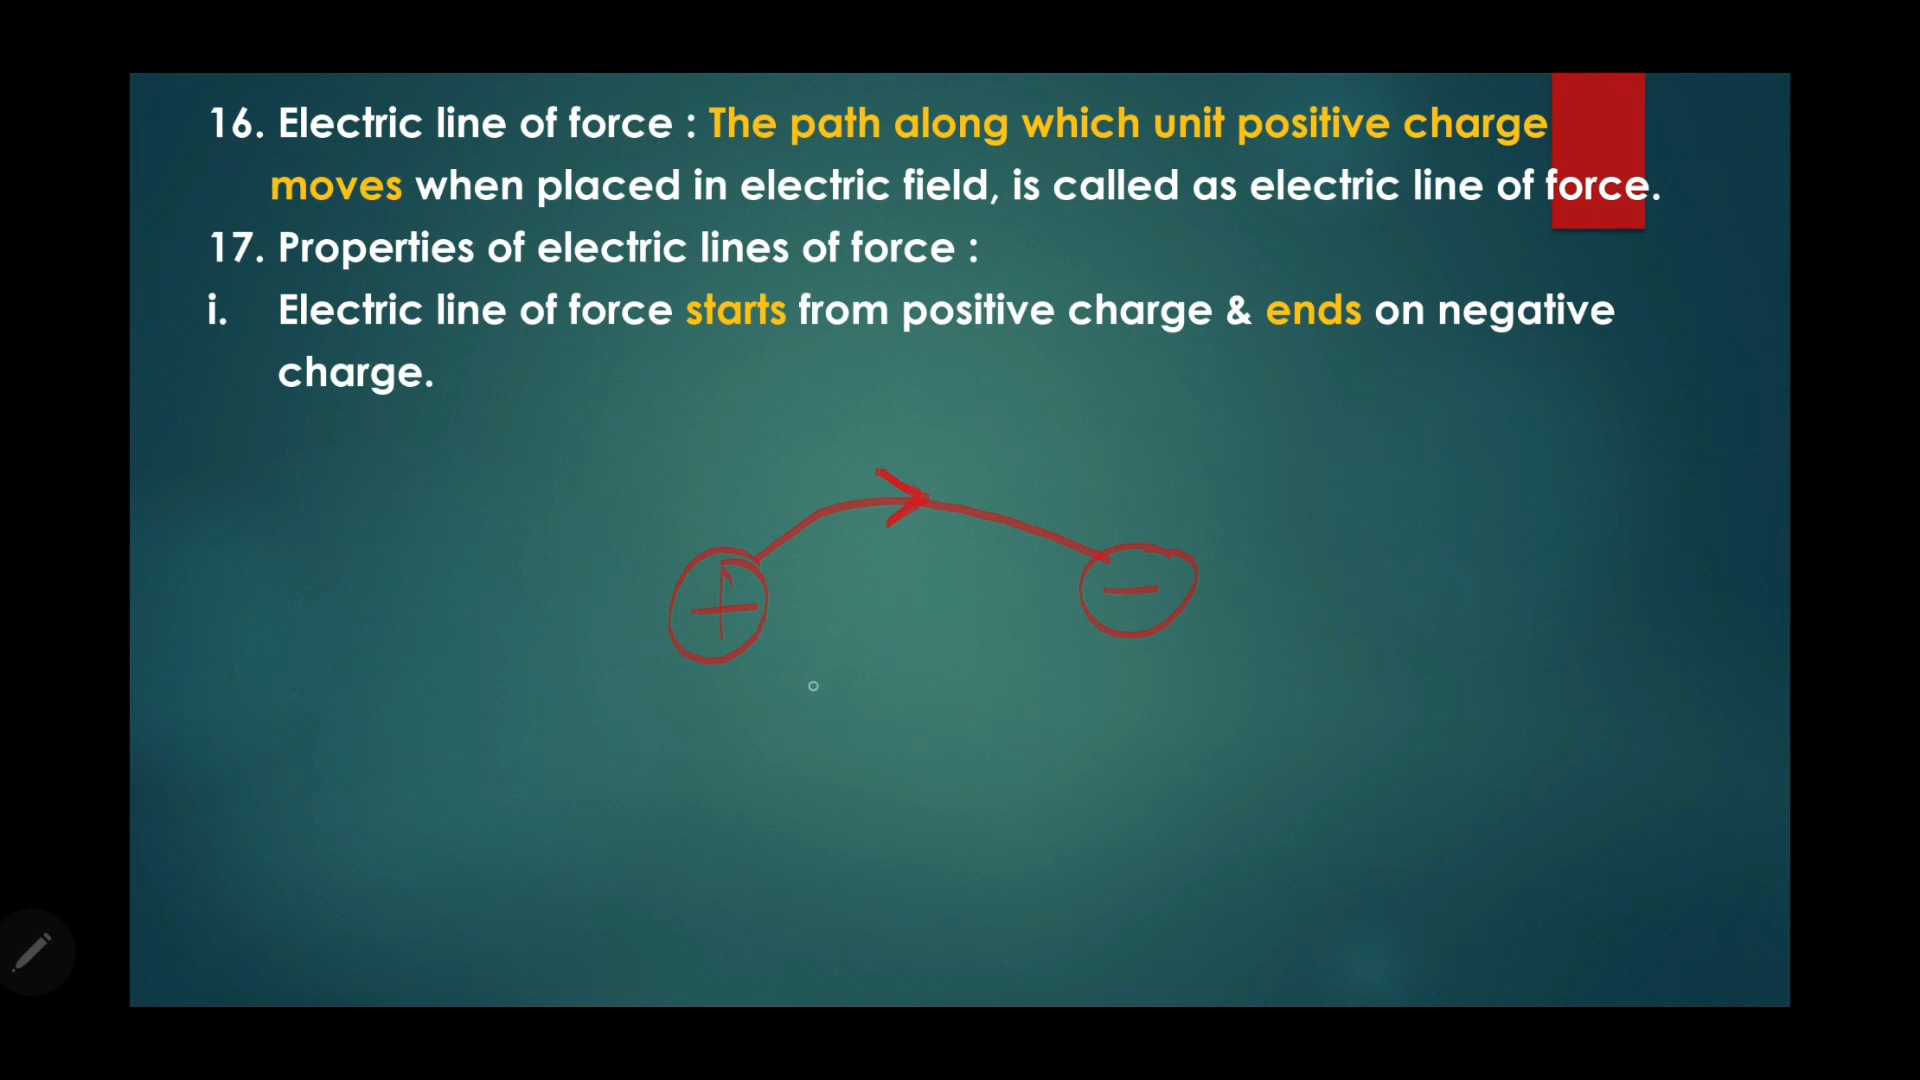 16. Electric line of force : The path along which unit positive charge
moves when placed in electric field, is called as electric line of force.
17. Properties of electric lines of force :
i. Electric line of force starts from positive charge & ends on negative
charge.
+ −